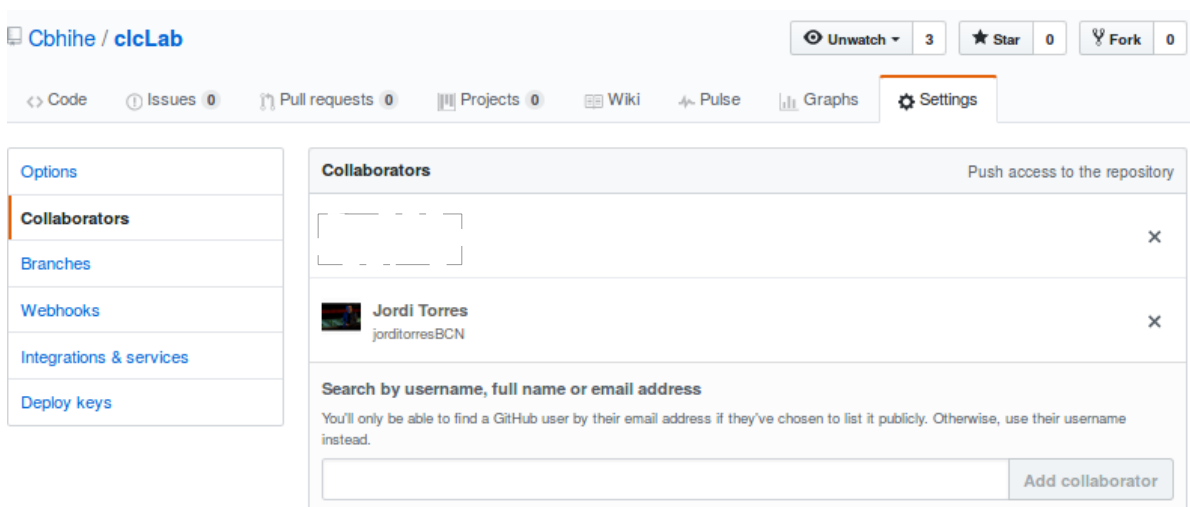 Cbhihe / clcLab
Unwatch 3 Star 0 Fork 0
Code Issues 0 Pull requests 0 Projects 0 Wiki Pulse Graphs Settings
Options
Collaborators
Branches
Webhooks
Integrations & services
Deploy keys
Collaborators Push access to the repository
Jordi Torres
jorditorresBCN
Search by username, full name or email address
You'll only be able to find a GitHub user by their email address if they've chosen to list it publicly. Otherwise, use their username
instead.
Add collaborator